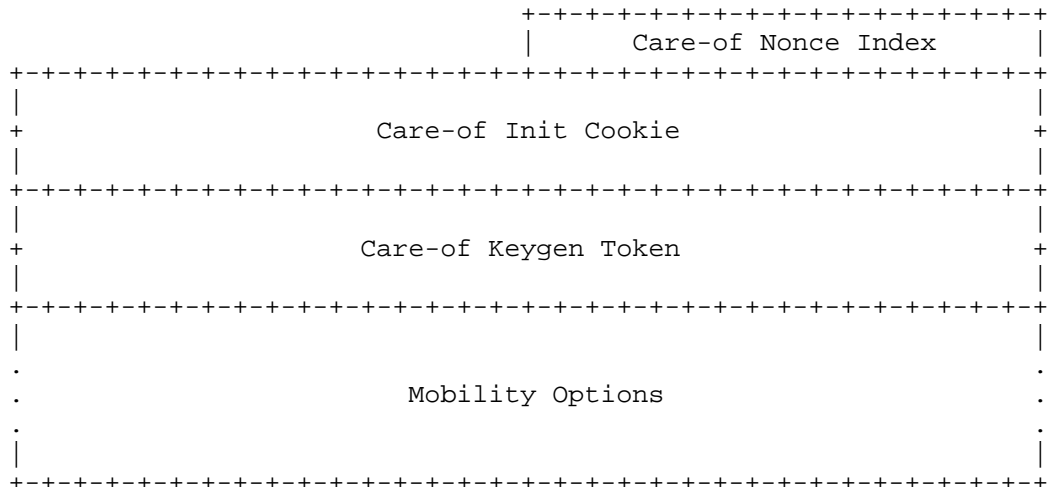 Care-of Nonce Index
Care-of Init Cookie
Care-of Keygen Token
Mobility Options